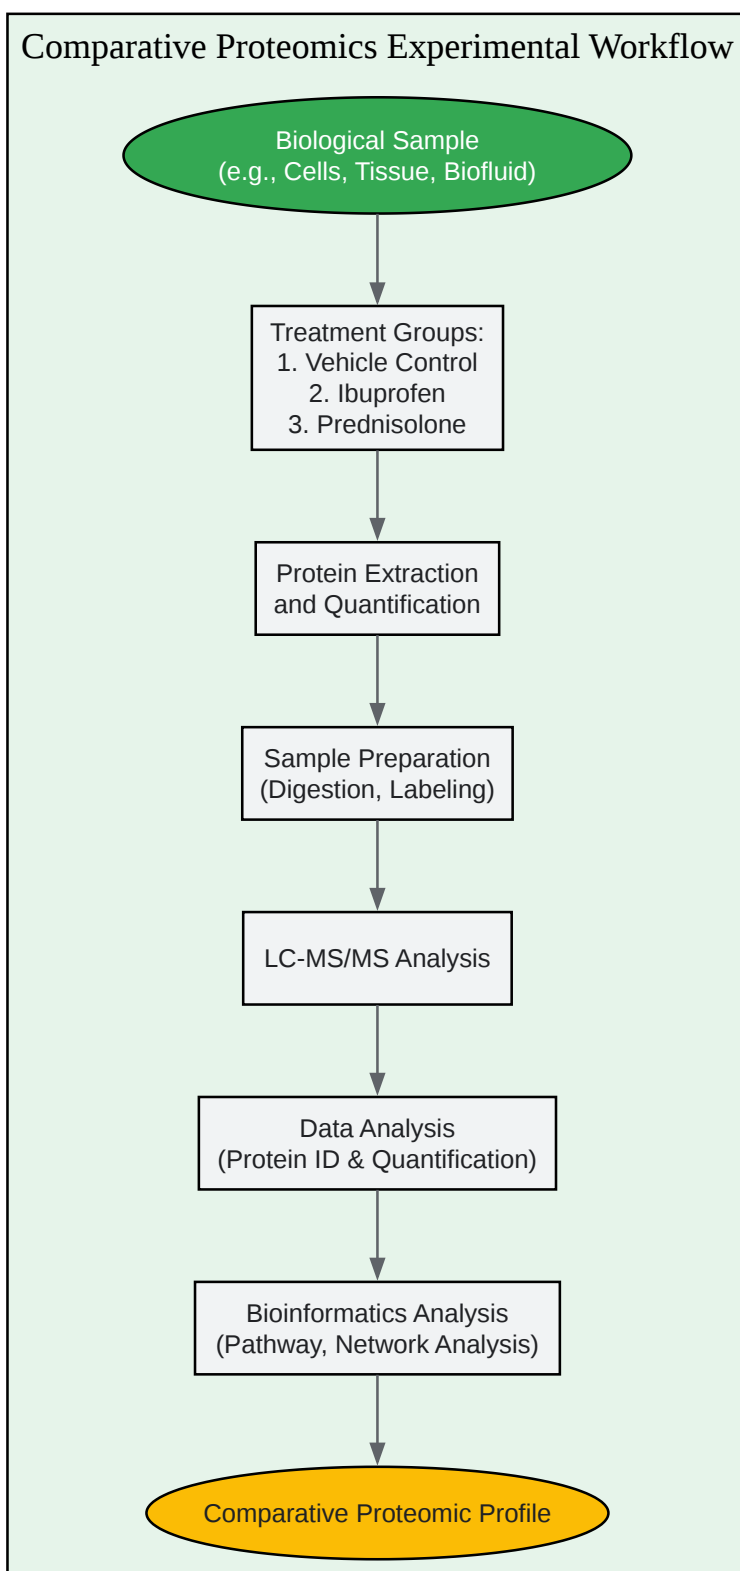 Comparative Proteomics Experimental Workflow
Biological Sample
(e.g., Cells, Tissue, Biofluid)
Treatment Groups:
1. Vehicle Control
2. Ibuprofen
3. Prednisolone
Protein Extraction
and Quantification
Sample Preparation
(Digestion, Labeling)
LC-MS/MS Analysis
Data Analysis
(Protein ID & Quantification)
Bioinformatics Analysis
(Pathway, Network Analysis)
Comparative Proteomic Profile